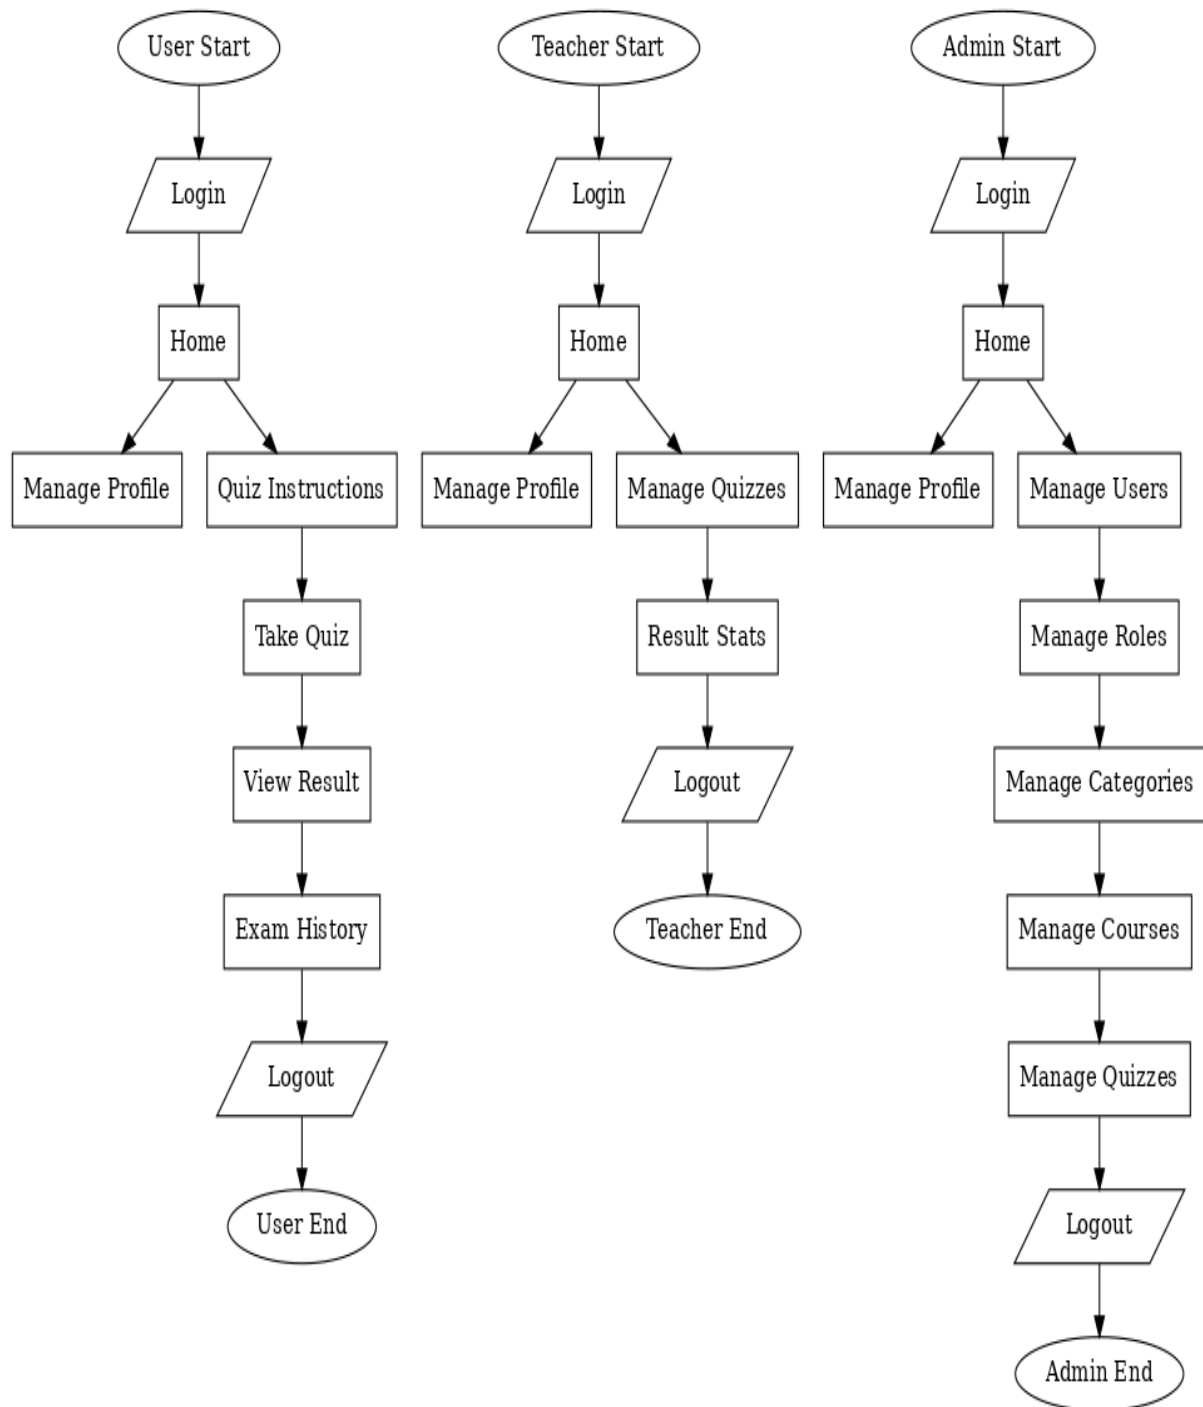 User Start
Login
Home
Manage Profile
Quiz Instructions
Take Quiz
View Result
Exam History
Logout
User End
Teacher Start
Login
Home
Manage Profile
Manage Quizzes
Result Stats
Logout
Teacher End
Admin Start
Login
Home
Manage Profile
Manage Users
Manage Roles
Manage Categories
Manage Courses
Manage Quizzes
Logout
Admin End